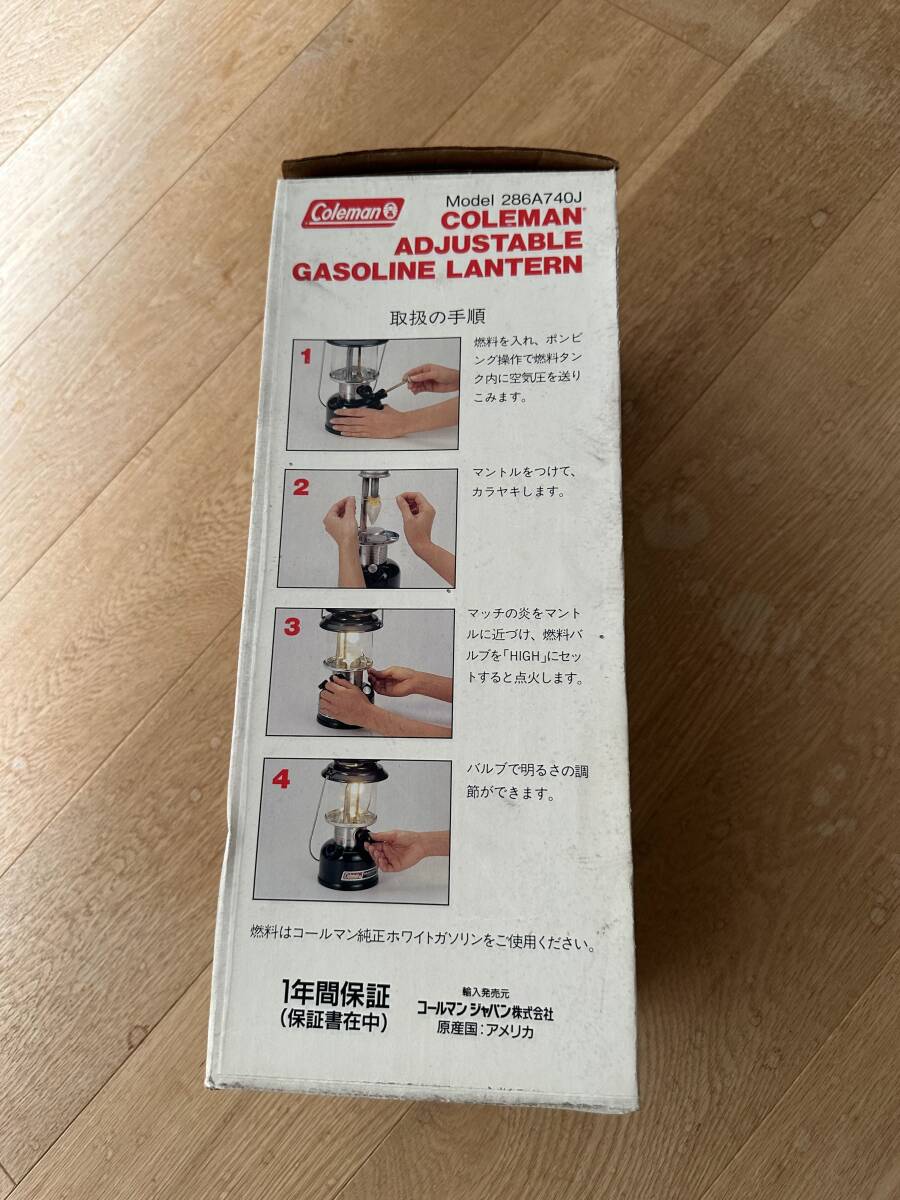 Coleman
Model 286A740J
COLEMAN
ADJUSTABLE
GASOLINE LANTERN
取扱の手順
1
燃料を入れ、ポンピ
ング操作で燃料タン
ク内に空気圧を送り
こみます。
2
マントルをつけて、
カラヤキします。
3
マッチの炎をマント
ルに近づけ、燃料バ
ルブを「HIGH」にセッ
トすると点火します。
4
バルブで明るさの調
節ができます。
Coleman
燃料はコールマン純正ホワイトガソリンをご使用ください。
1年間保証
(保証書在中)
輸入発売元
コールマン ジャパン株式会社
原産国:アメリカ